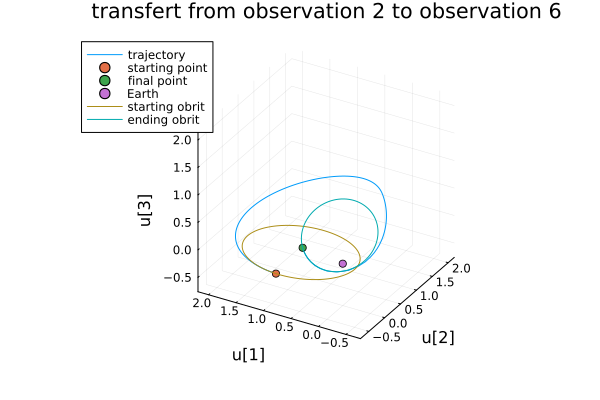 transfert from observation 2 to observation 6
trajectory
starting point
final point
Earth
starting obrit
ending obrit
u[3]
2.0
1.5
1.0
0.5
0.0
−0.5
2.0
1.5
1.0
0.5
0.0
−0.5
u[1]
−0.5
0.0
0.5
1.0
1.5
2.0
u[2]